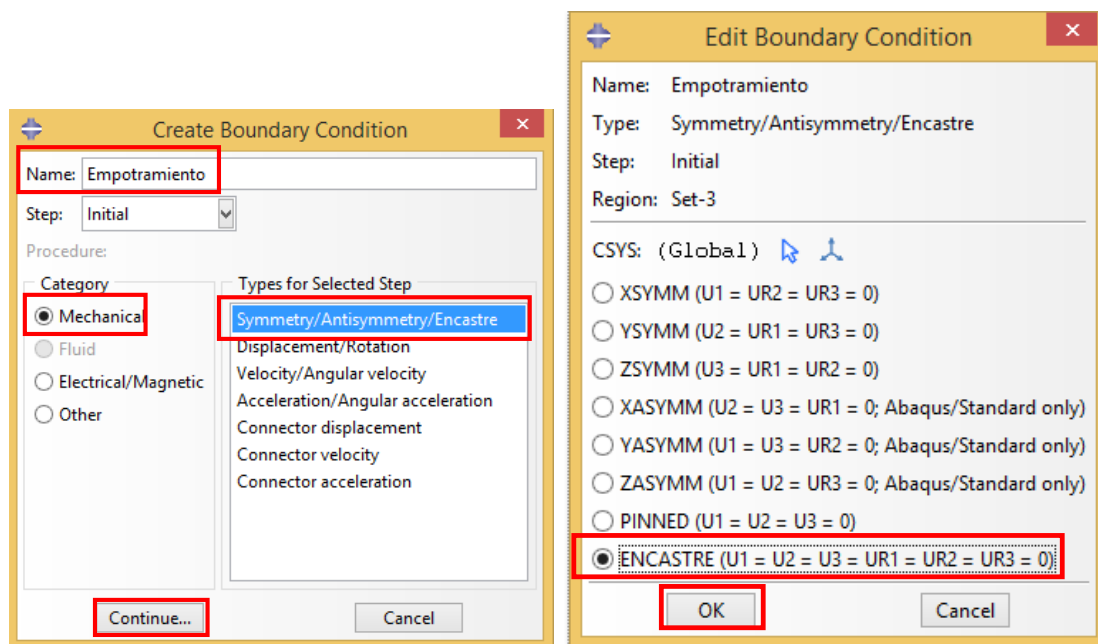 Create Boundary Condition
Name: Empotramiento
Step: Initial
Procedure:
Category
Mechanical
Fluid
Electrical/Magnetic
Other
Types for Selected Step
Symmetry/Antisymmetry/Encastre
Displacement/Rotation
Velocity/Angular velocity
Acceleration/Angular acceleration
Connector displacement
Connector velocity
Connector acceleration
Continue...
Cancel
Edit Boundary Condition
Name: Empotramiento
Type: Symmetry/Antisymmetry/Encastre
Step: Initial
Region: Set-3
CSYS: (Global)
XSYMM (U1 = UR2 = UR3 = 0)
YSYMM (U2 = UR1 = UR3 = 0)
ZSYMM (U3 = UR1 = UR2 = 0)
XASYMM (U2 = U3 = UR1 = 0; Abaqus/Standard only)
YASYMM (U1 = U3 = UR2 = 0; Abaqus/Standard only)
ZASYMM (U1 = U2 = UR3 = 0; Abaqus/Standard only)
PINNED (U1 = U2 = U3 = 0)
ENCASTRE (U1 = U2 = U3 = UR1 = UR2 = UR3 = 0)
OK
Cancel